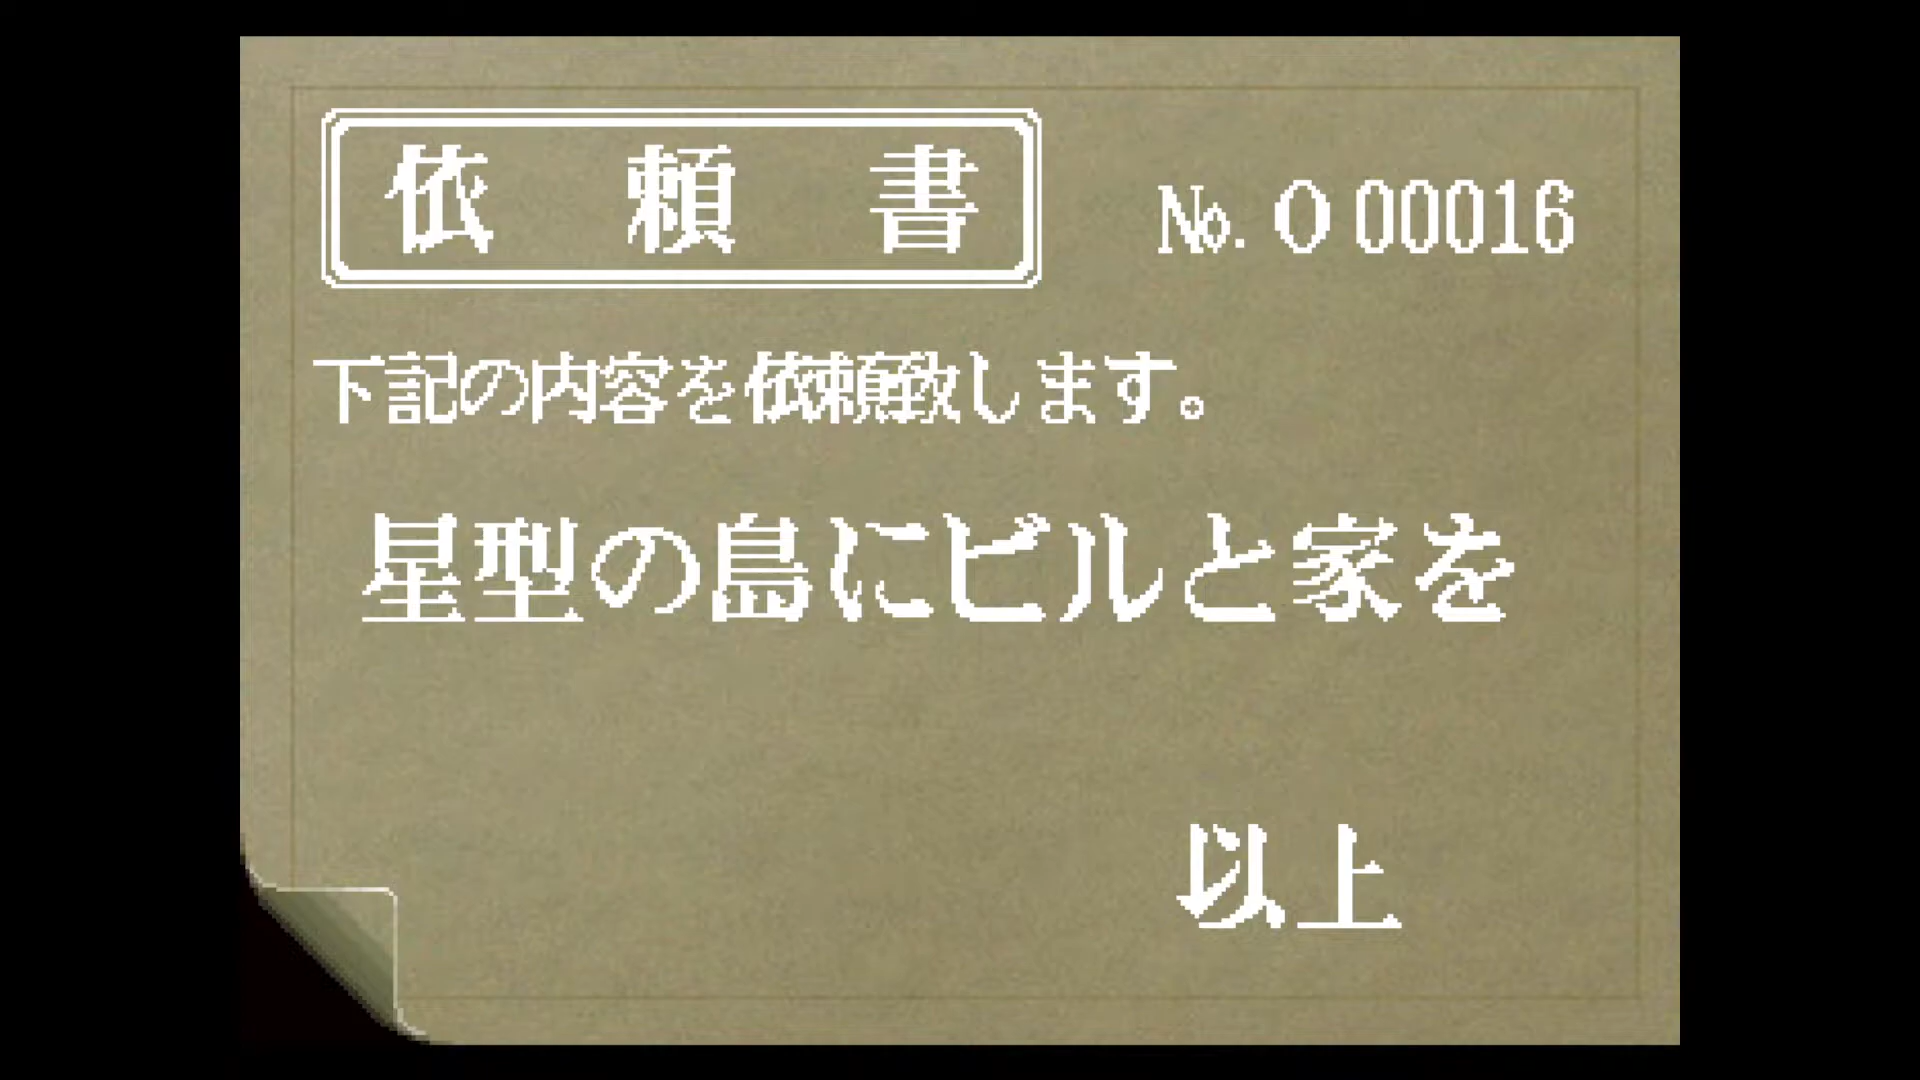 依頼書
№. O 00016
下記の内容を依頼致します。
星型の島にビルと家を
以上